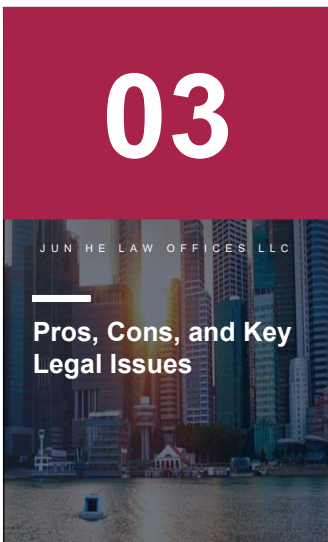 03
JUN HE LAW OFFICES LLC
Pros, Cons, and Key
Legal Issues